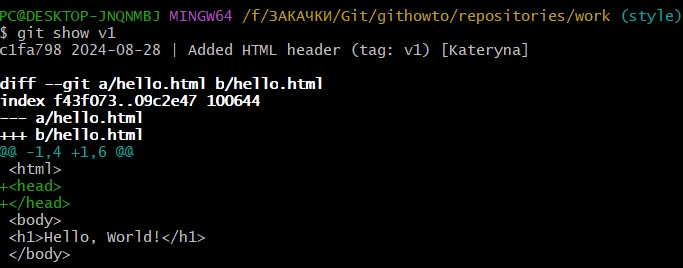 PC@DESKTOP-JNQNMBJ MINGW64 /f/ЗАКАЧКИ/Git/githowto/repositories/work (style)
$ git show v1
c1fa798 2024-08-28 | Added HTML header (tag: v1) [Kateryna]
diff --git a/hello.html b/hello.html
index f43f073..09c2e47 100644
--- a/hello.html
+++ b/hello.html
@@ -1,4 +1,6 @@
 <html>
+<head>
+</head>
 <body>
 <h1>Hello, World!</h1>
 </body>